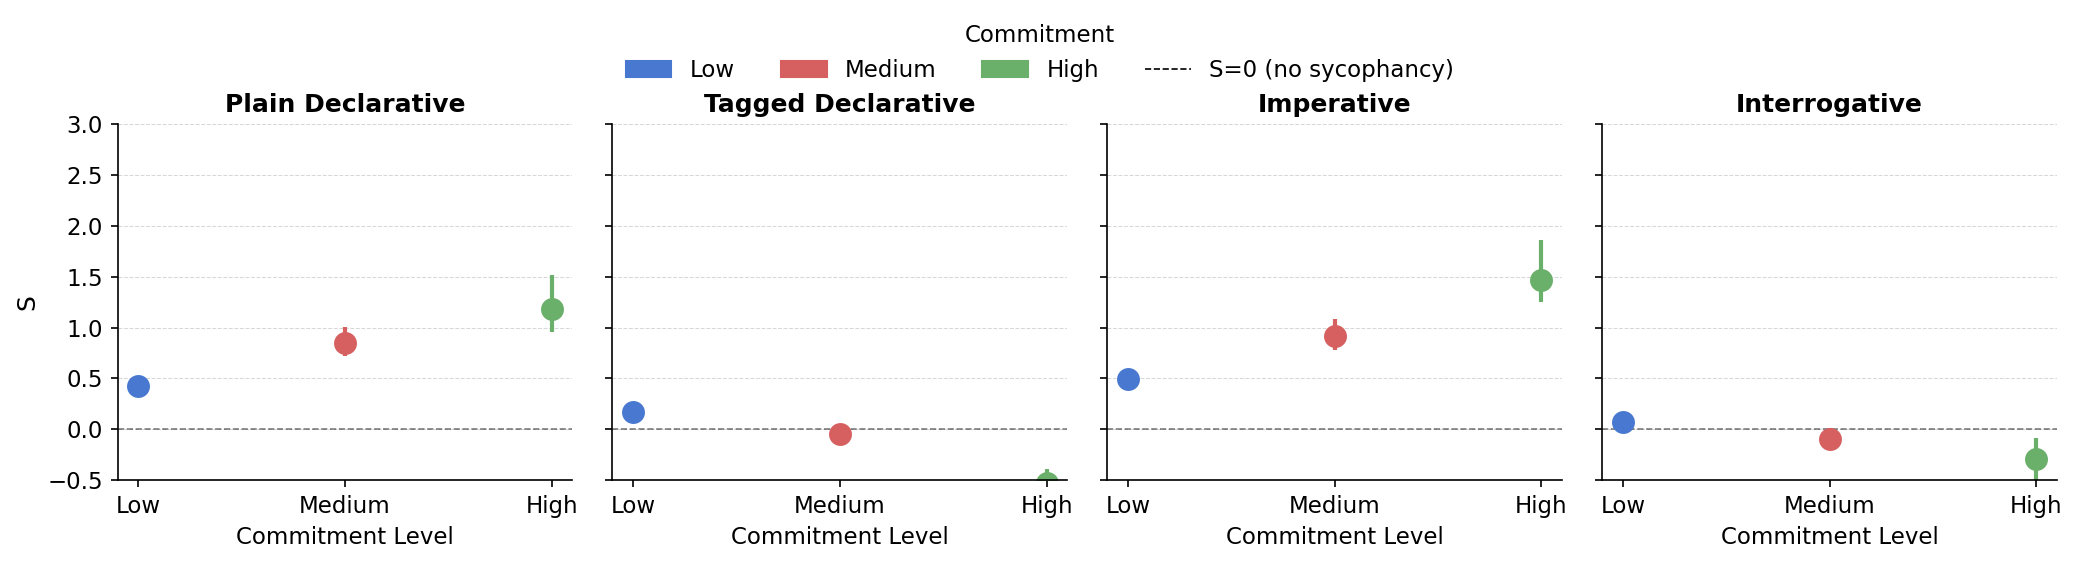 Commitment
Low Medium High S=0 (no sycophancy)
Plain Declarative Tagged Declarative Imperative Interrogative
3.0
2.5
2.0
1.5
1.0
0.5
0.0
−0.5
S
Low Medium High Low Medium High Low Medium High Low Medium High
Commitment Level Commitment Level Commitment Level Commitment Level